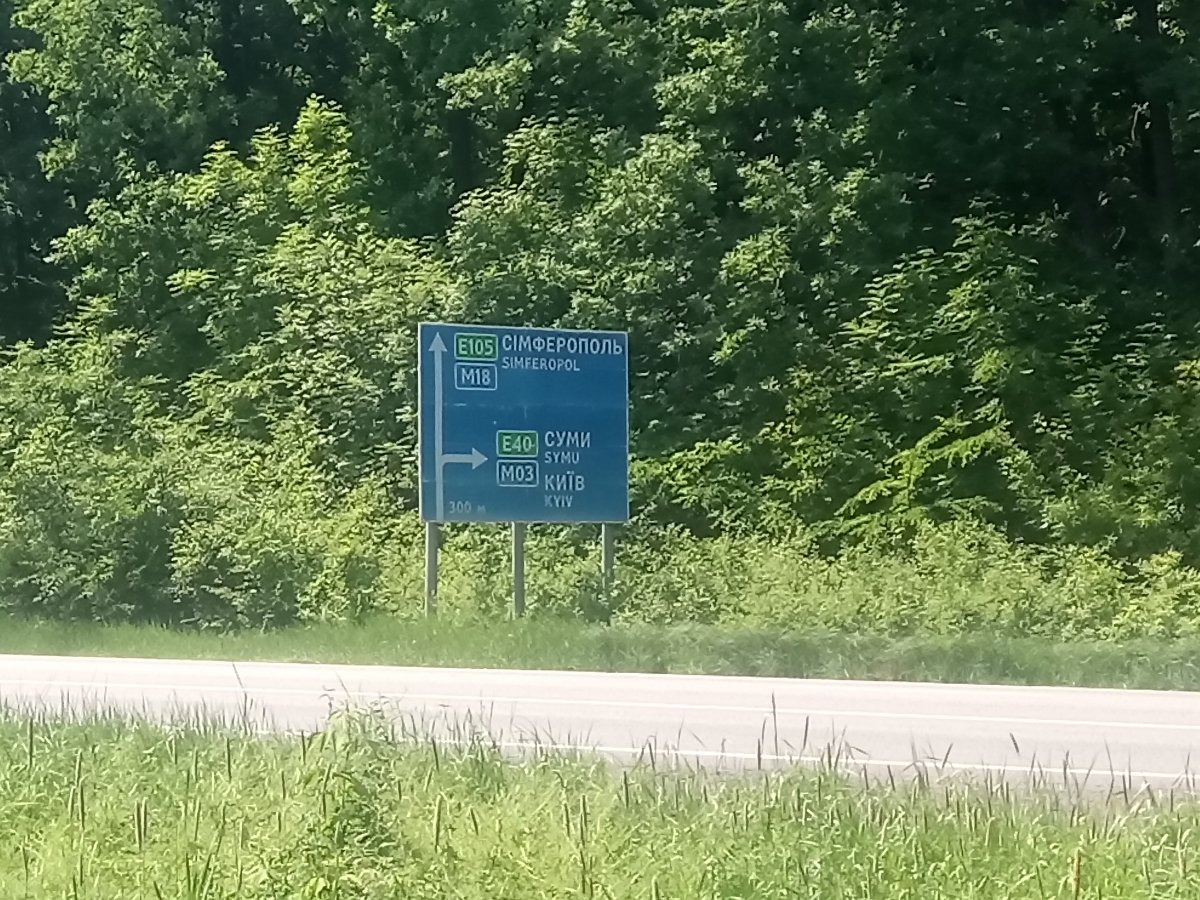 E105 СІМФЕРОПОЛЬ
SIMFEROPOL
M18
E40 СУМИ
SYMU
M03
КИЇВ
KYIV
300 м